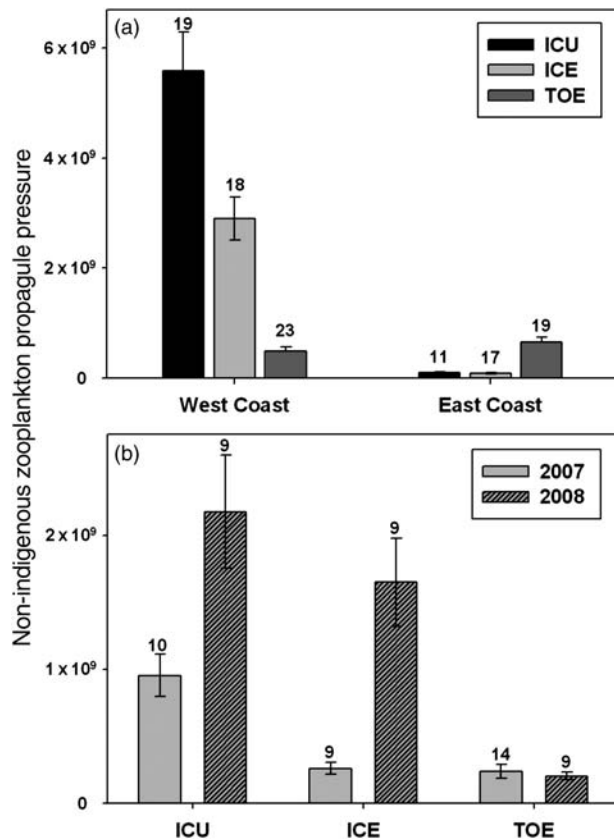 Non-indigenous zooplankton propagule pressure
(a)
ICU
ICE
TOE
6 x 10⁹
4 x 10⁹
2 x 10⁹
0
19
18
23
11
17
19
West Coast
East Coast
(b)
2007
2008
2 x 10⁹
1 x 10⁹
0
10
9
9
9
14
9
ICU
ICE
TOE